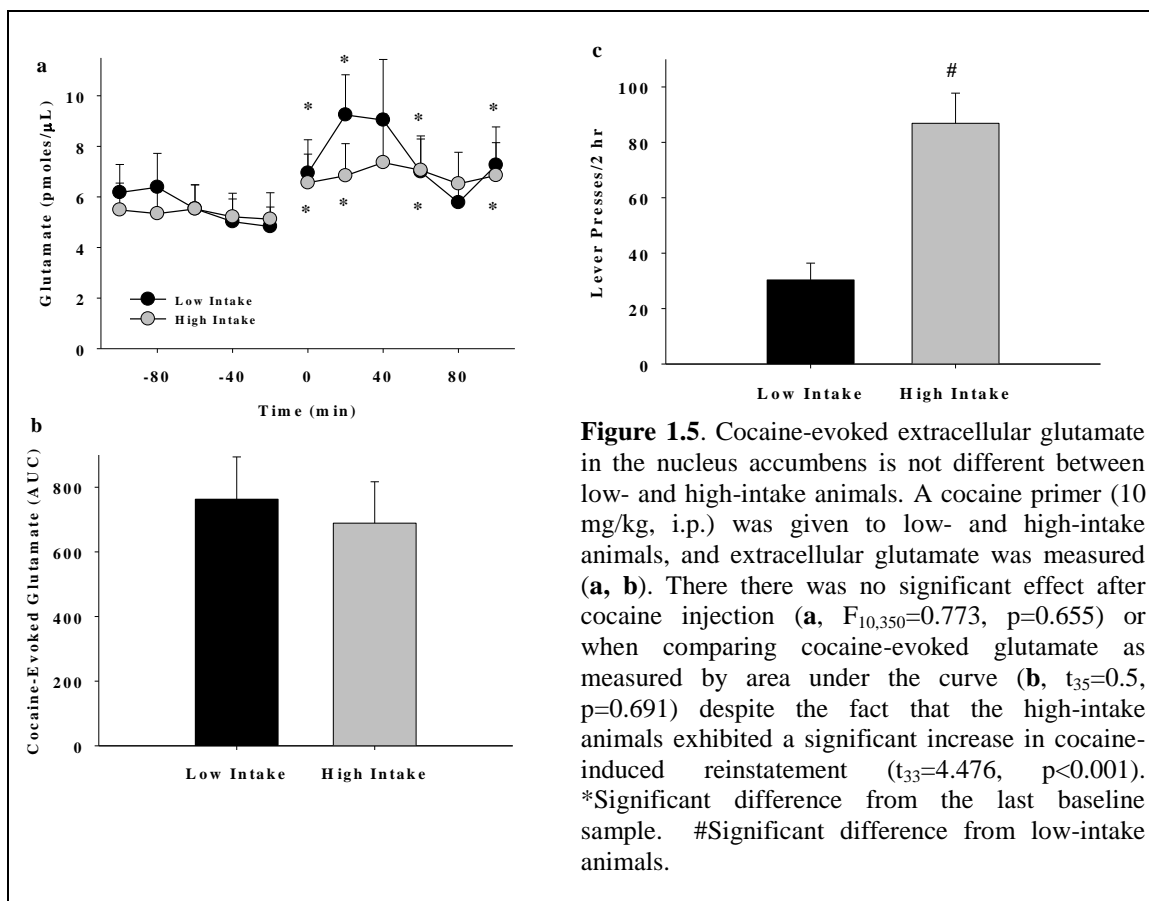 a
Glutamate (pmoles/μL)
10
8
6
4
2
0
* * * *
* * * *
Low Intake
High Intake
-80 -40 0 40 80
Time (min)
b
Cocaine-Evoked Glutamate (AUC)
800
600
400
200
0
Low Intake High Intake
c
Lever Presses/2 hr
100
80
60
40
20
0
#
Low Intake High Intake
Figure 1.5. Cocaine-evoked extracellular glutamate
in the nucleus accumbens is not different between
low- and high-intake animals. A cocaine primer (10
mg/kg, i.p.) was given to low- and high-intake
animals, and extracellular glutamate was measured
(a, b). There there was no significant effect after
cocaine injection (a, F10,350=0.773, p=0.655) or
when comparing cocaine-evoked glutamate as
measured by area under the curve (b, t35=0.5,
p=0.691) despite the fact that the high-intake
animals exhibited a significant increase in cocaine-
induced reinstatement (t33=4.476, p<0.001).
*Significant difference from the last baseline
sample. #Significant difference from low-intake
animals.